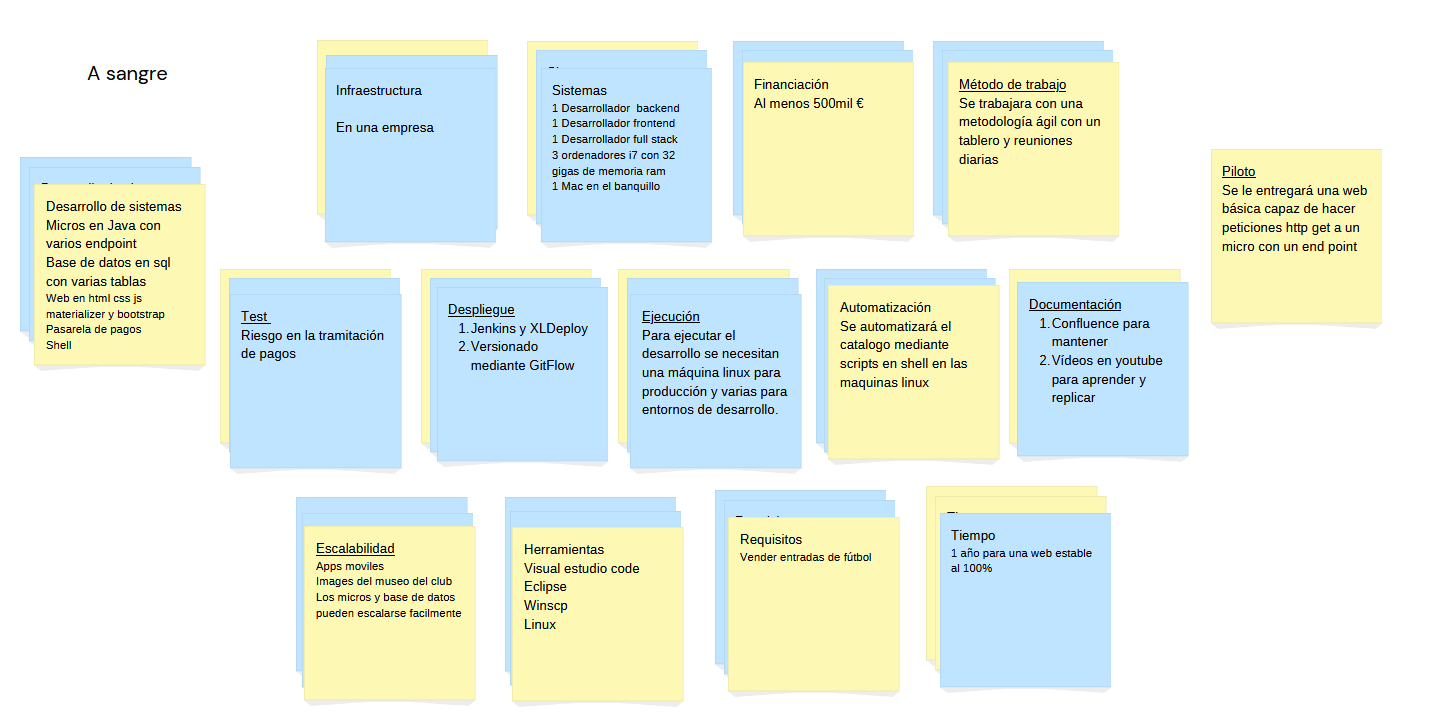 A sangre
Infraestructura
En una empresa
Sistemas
1 Desarrollador backend
1 Desarrollador frontend
1 Desarrollador full stack
3 ordenadores i7 con 32
gigas de memoria ram
1 Mac en el banquillo
Financiación
Al menos 500mil €
Método de trabajo
Se trabajara con una
metodología ágil con un
tablero y reuniones
diarias
Piloto
Se le entregará una web
básica capaz de hacer
peticiones http get a un
micro con un end point
Desarrollo de sistemas
Micros en Java con
varios endpoint
Base de datos en sql
con varias tablas
Web en html css js
materializer y bootstrap
Pasarela de pagos
Shell
Test
Riesgo en la tramitación
de pagos
Despliegue
1. Jenkins y XLDeploy
2. Versionado
mediante GitFlow
Ejecución
Para ejecutar el
desarrollo se necesitan
una máquina linux para
producción y varias para
entornos de desarrollo.
Automatización
Se automatizará el
catalogo mediante
scripts en shell en las
maquinas linux
Documentación
1. Confluence para
mantener
2. Vídeos en youtube
para aprender y
replicar
Escalabilidad
Apps moviles
Images del museo del club
Los micros y base de datos
pueden escalarse facilmente
Herramientas
Visual estudio code
Eclipse
Winscp
Linux
Requisitos
Vender entradas de fútbol
Tiempo
1 año para una web estable
al 100%